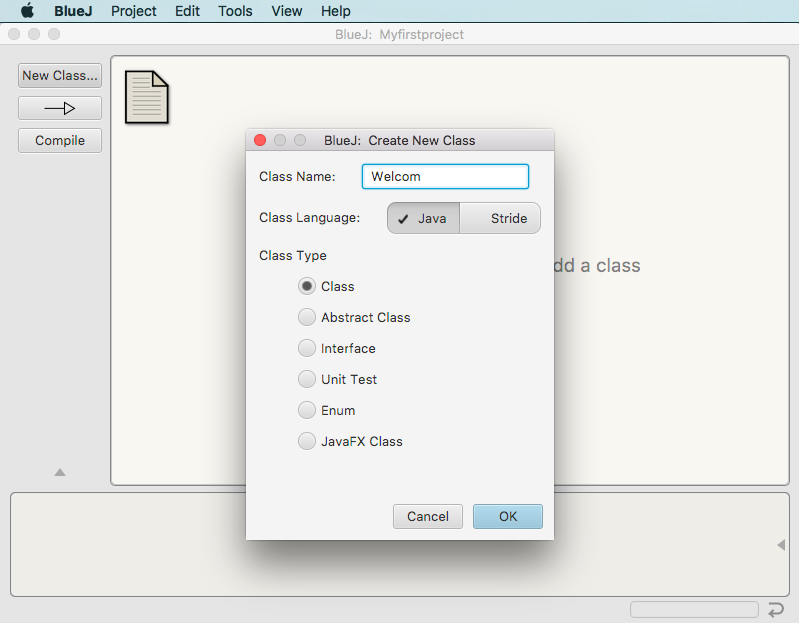 BlueJ Project Edit Tools View Help
BlueJ: Myfirstproject
New Class...
Compile
dd a class
BlueJ: Create New Class
Class Name: Welcom
Class Language: Java Stride
Class Type
Class
Abstract Class
Interface
Unit Test
Enum
JavaFX Class
Cancel OK